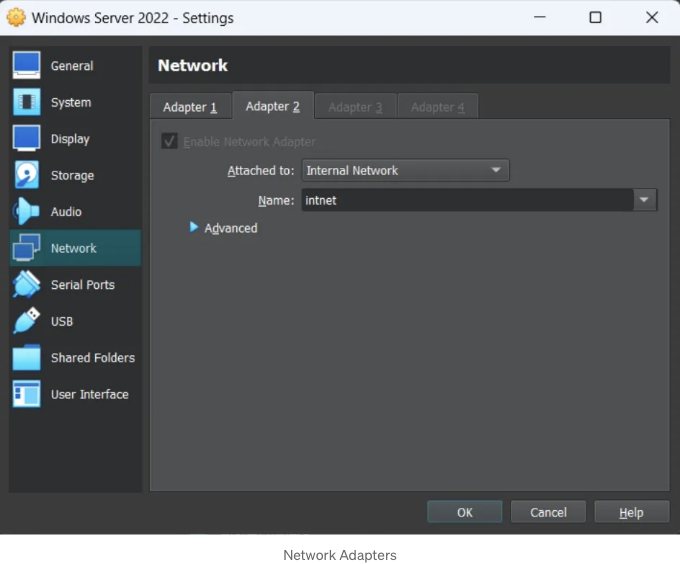 Windows Server 2022 - Settings
General
System
Display
Storage
Audio
Network
Serial Ports
USB
Shared Folders
User Interface
Network
Adapter 1
Adapter 2
Adapter 3
Adapter 4
Enable Network Adapter
Attached to: Internal Network
Name: intnet
Advanced
OK
Cancel
Help
Network Adapters